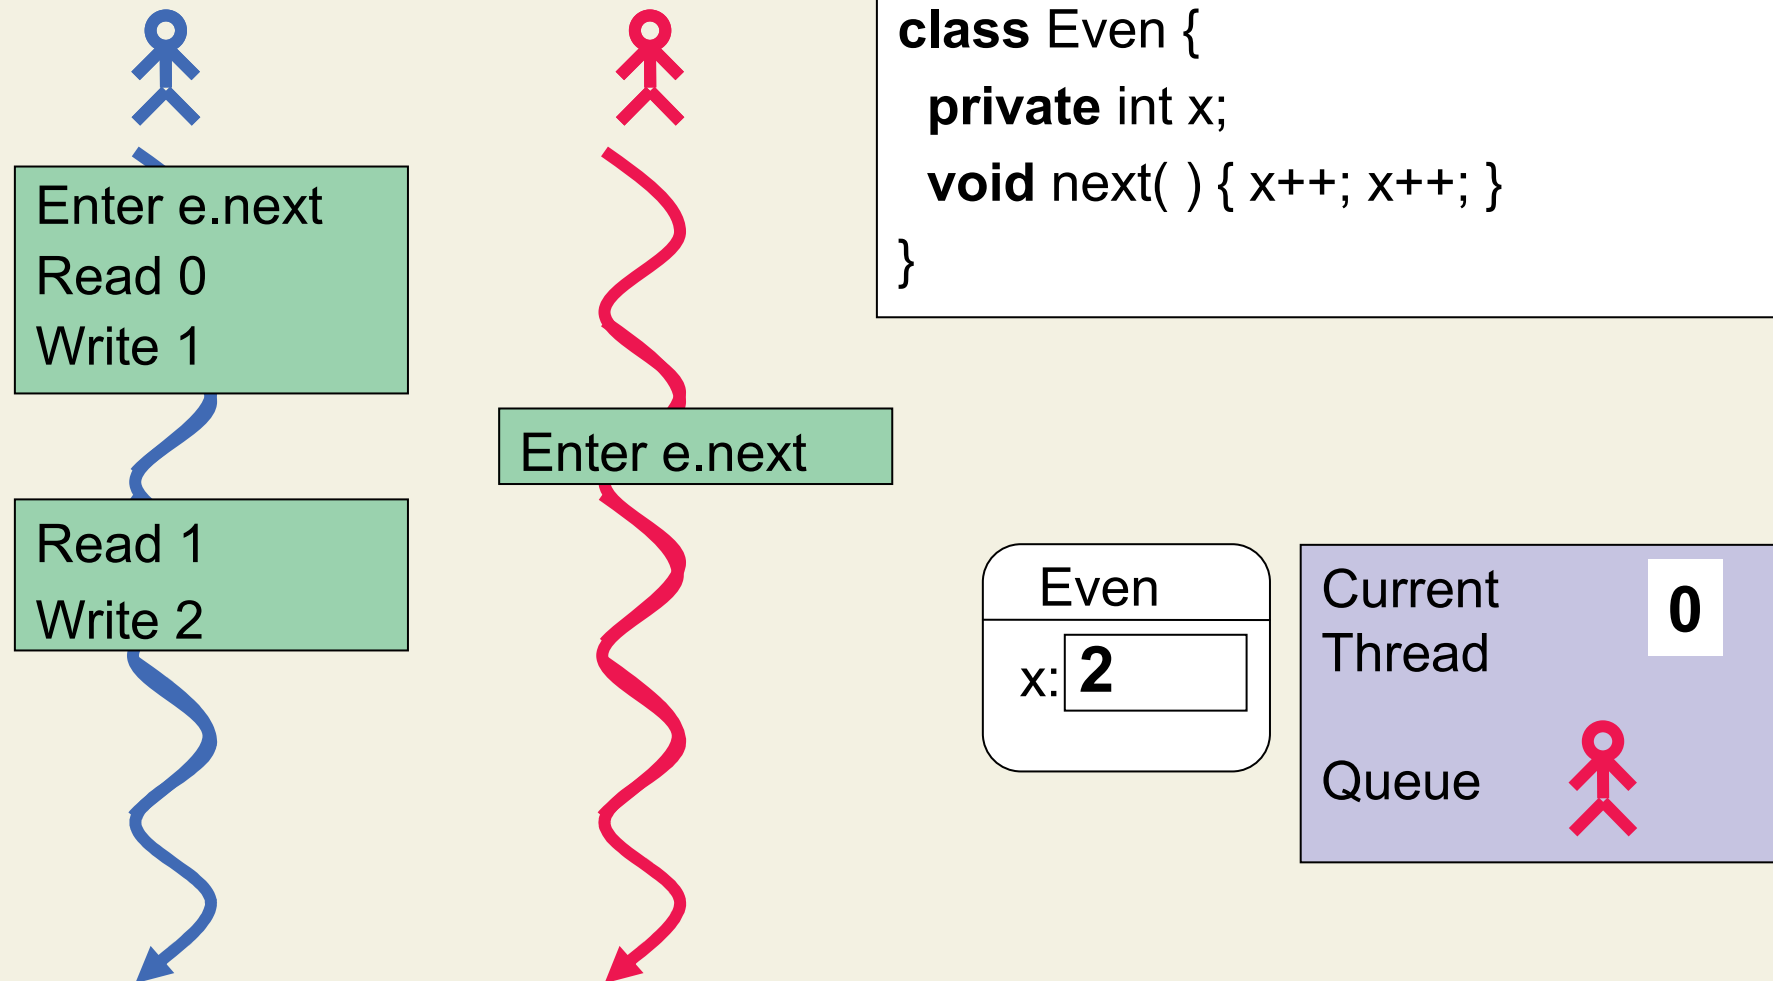 class Even {
private int x;
void next( ) { x++; x++; }
}
Enter e.next
Read 0
Write 1
Enter e.next
Read 1
Write 2
Even
x: 2
Current
Thread
0
Queue